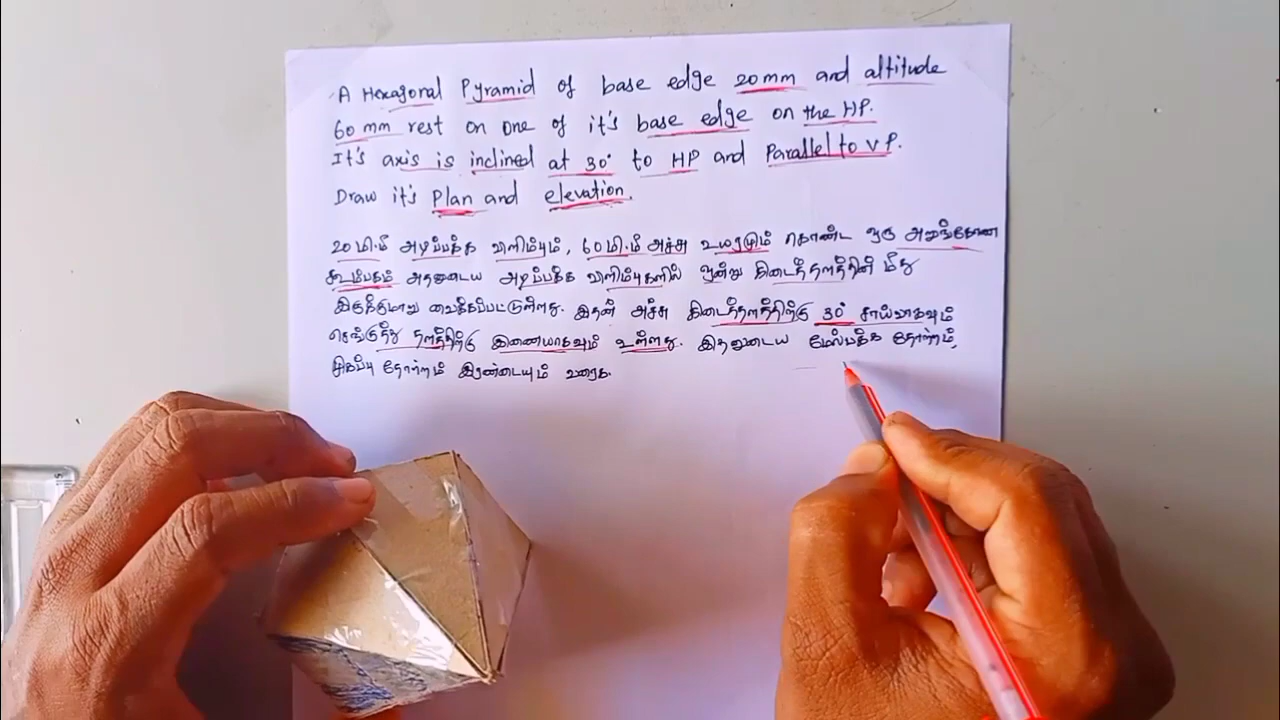 A Hexagonal Pyramid of base edge 20mm and altitude
60mm rest on one of it's base edge on the HP.
It's axis is inclined at 30° to HP and Parallel to VP.
Draw it's Plan and elevation.
20 மி.மீ அடிப்பக்க விளிம்பும், 60 மி.மீ அச்சு உயரமும் கொண்ட ஒரு அறுங்கோண
கூம்பகம் அதனுடைய அடிப்பக்க விளிம்புகளில் ஒன்று கிடைத்தளத்தின் மீது
இருக்குமாறு வைக்கப்பட்டுள்ளது. இதன் அச்சு கிடைத்தளத்திற்கு 30° சாய்வாகவும்
செங்குத்து தளத்திற்கு இணையாகவும் உள்ளது. இதனுடைய மேல்பக்க தோற்றம்,
முகப்பு தோற்றம் இரண்டையும் வரைக.